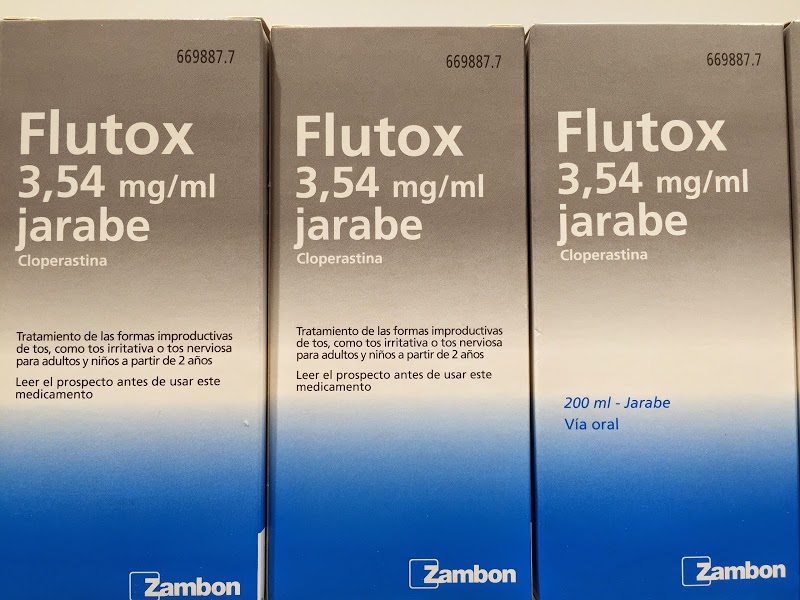 669887.7
Flutox
3,54 mg/ml
jarabe
Cloperastina
Tratamiento de las formas improductivas
de tos, como tos irritativa o tos nerviosa
para adultos y niños a partir de 2 años
Leer el prospecto antes de usar este
medicamento
Zambon
669887.7
Flutox
3,54 mg/ml
jarabe
Cloperastina
Tratamiento de las formas improductivas
de tos, como tos irritativa o tos nerviosa
para adultos y niños a partir de 2 años
Leer el prospecto antes de usar este
medicamento
Zambon
669887.7
Flutox
3,54 mg/ml
jarabe
Cloperastina
200 ml - Jarabe
Vía oral
Zambon